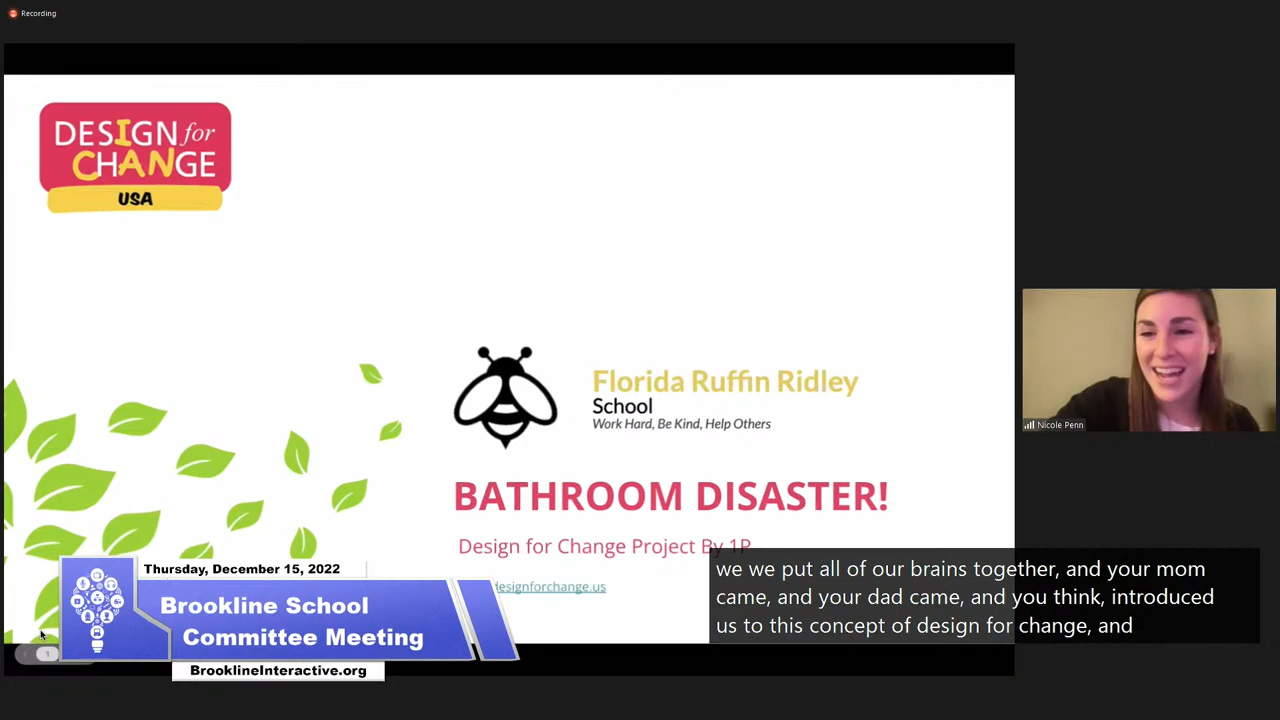 Recording
DESIGN for
CHANGE
USA
Florida Ruffin Ridley
School
Work Hard, Be Kind, Help Others
BATHROOM DISASTER!
Design for Change Project By 1P
designforchange.us
Nicole Penn
we we put all of our brains together, and your mom
came, and your dad came, and you think, introduced
us to this concept of design for change, and
Thursday, December 15, 2022
Brookline School
Committee Meeting
BrooklineInteractive.org
1